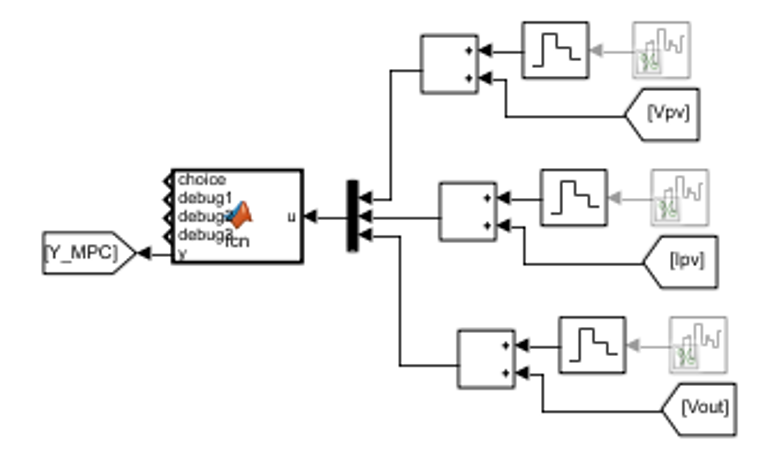 [Vpv]
choice
debug1
debug2
debug3
fcn
u
y
[Y_MPC]
[Ipv]
[Vout]